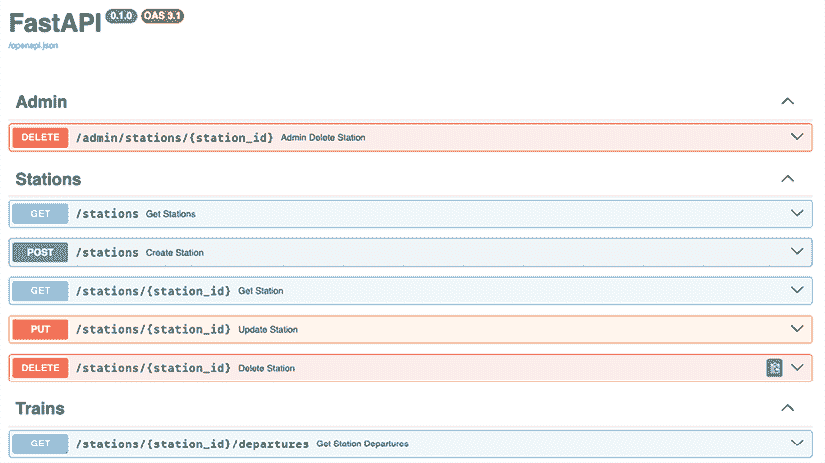 FastAPI 0.1.0 OAS 3.1
/openapi.json
Admin
DELETE /admin/stations/{station_id} Admin Delete Station
Stations
GET /stations Get Stations
POST /stations Create Station
GET /stations/{station_id} Get Station
PUT /stations/{station_id} Update Station
DELETE /stations/{station_id} Delete Station
Trains
GET /stations/{station_id}/departures Get Station Departures